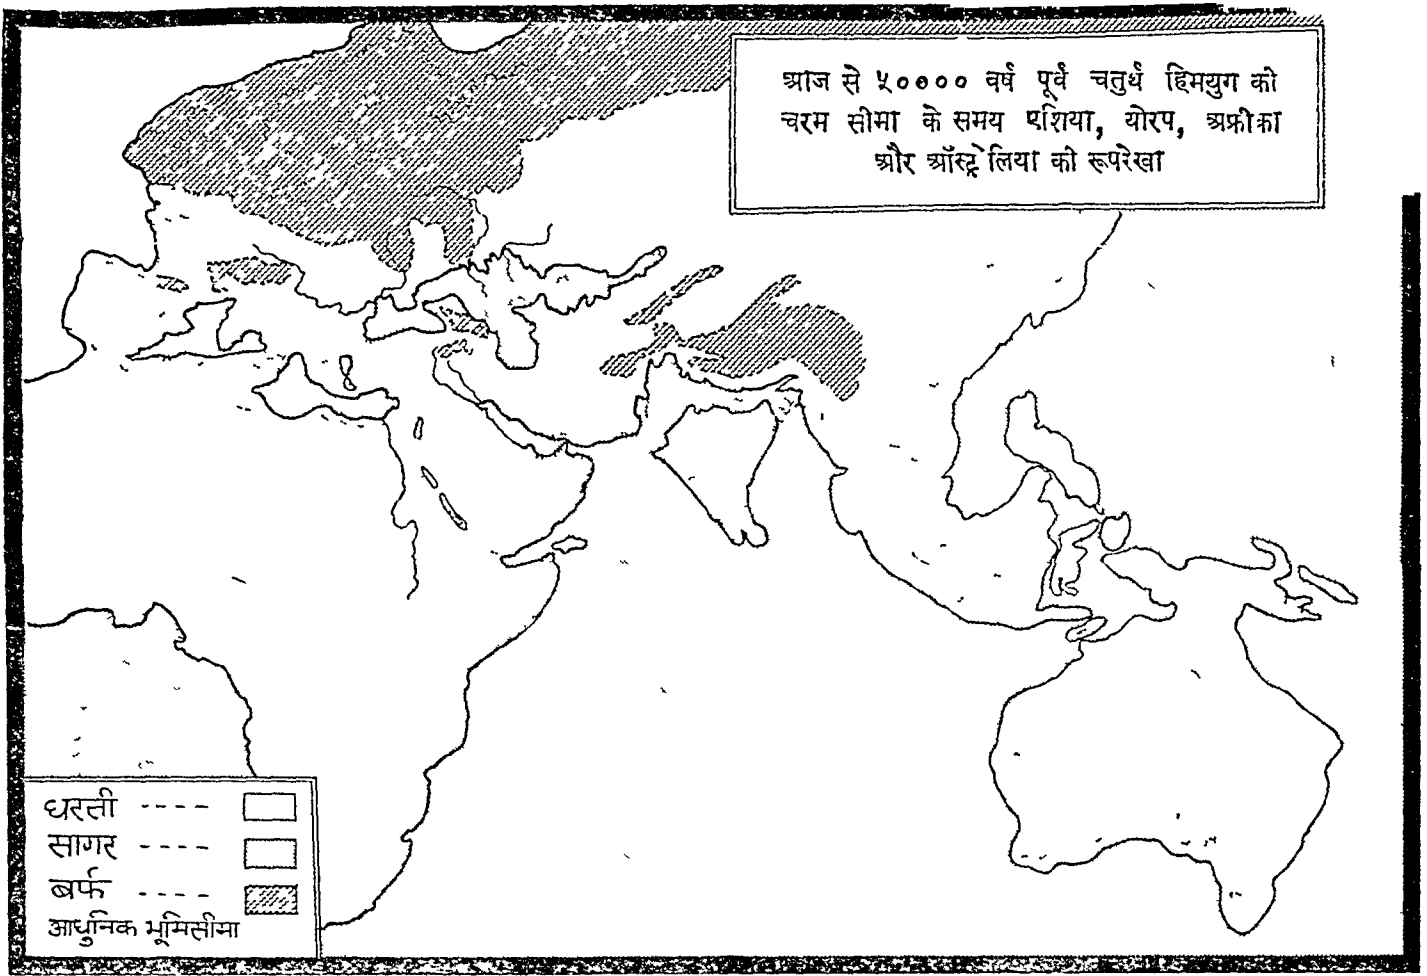 आज से ५०००० वर्ष पूर्व चतुर्थ हिमयुग की
चरम सीमा के समय एशिया, योरप, अफ्रीका
और ऑस्ट्रेलिया की रूपरेखा
धरती ----
सागर ----
बर्फ ----
आधुनिक भूमिसीमा